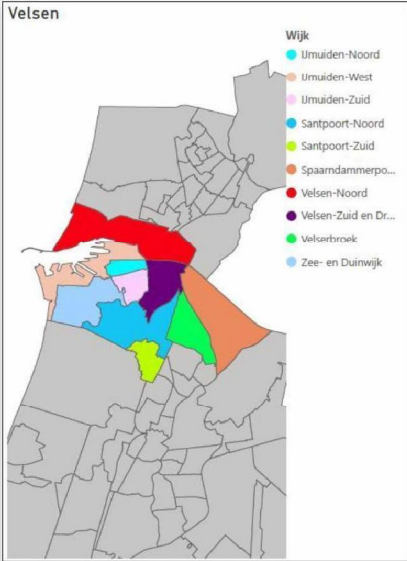 Velsen
Wijk
IJmuiden-Noord
IJmuiden-West
IJmuiden-Zuid
Santpoort-Noord
Santpoort-Zuid
Spaarndammerpo...
Velsen-Noord
Velsen-Zuid en Dr...
Velserbroek
Zee- en Duinwijk